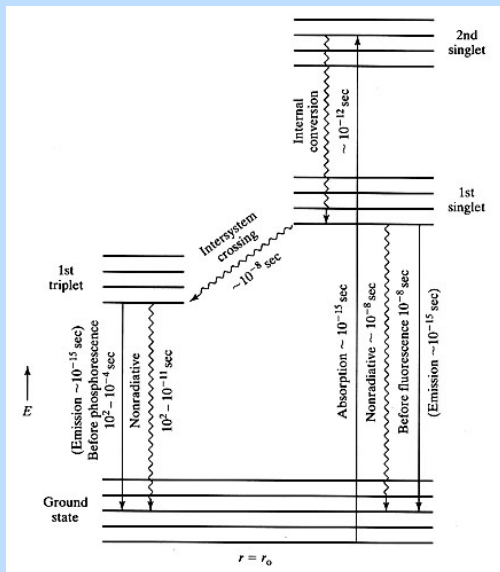 2nd
singlet
Internal
conversion
~ 10⁻¹² sec
1st
singlet
Intersystem
crossing
~10⁻⁸ sec
1st
triplet
(Emission ~10⁻¹⁵ sec)
Before phosphorescence
10² – 10⁻⁴ sec
Nonradiative
10² – 10⁻¹¹ sec
Absorption ~ 10⁻¹⁵ sec
Nonradiative ~ 10⁻⁸ sec
Before fluorescence 10⁻⁸ sec
(Emission ~ 10⁻¹⁵ sec)
E
Ground
state
r = r₀